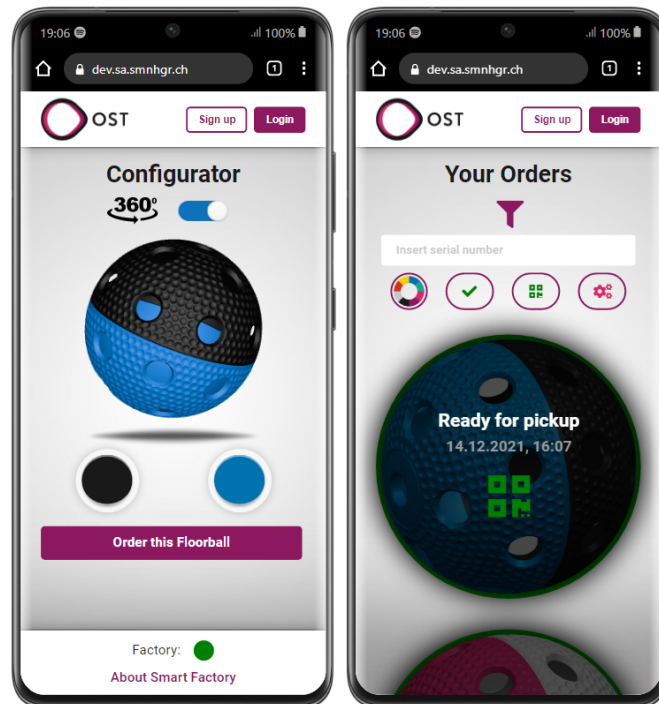 19:06
100%
dev.sa.smnhgr.ch
1
OST
Sign up
Login
Configurator
360°
Order this Floorball
Factory:
About Smart Factory
19:06
100%
dev.sa.smnhgr.ch
1
OST
Sign up
Login
Your Orders
Insert serial number
Ready for pickup
14.12.2021, 16:07